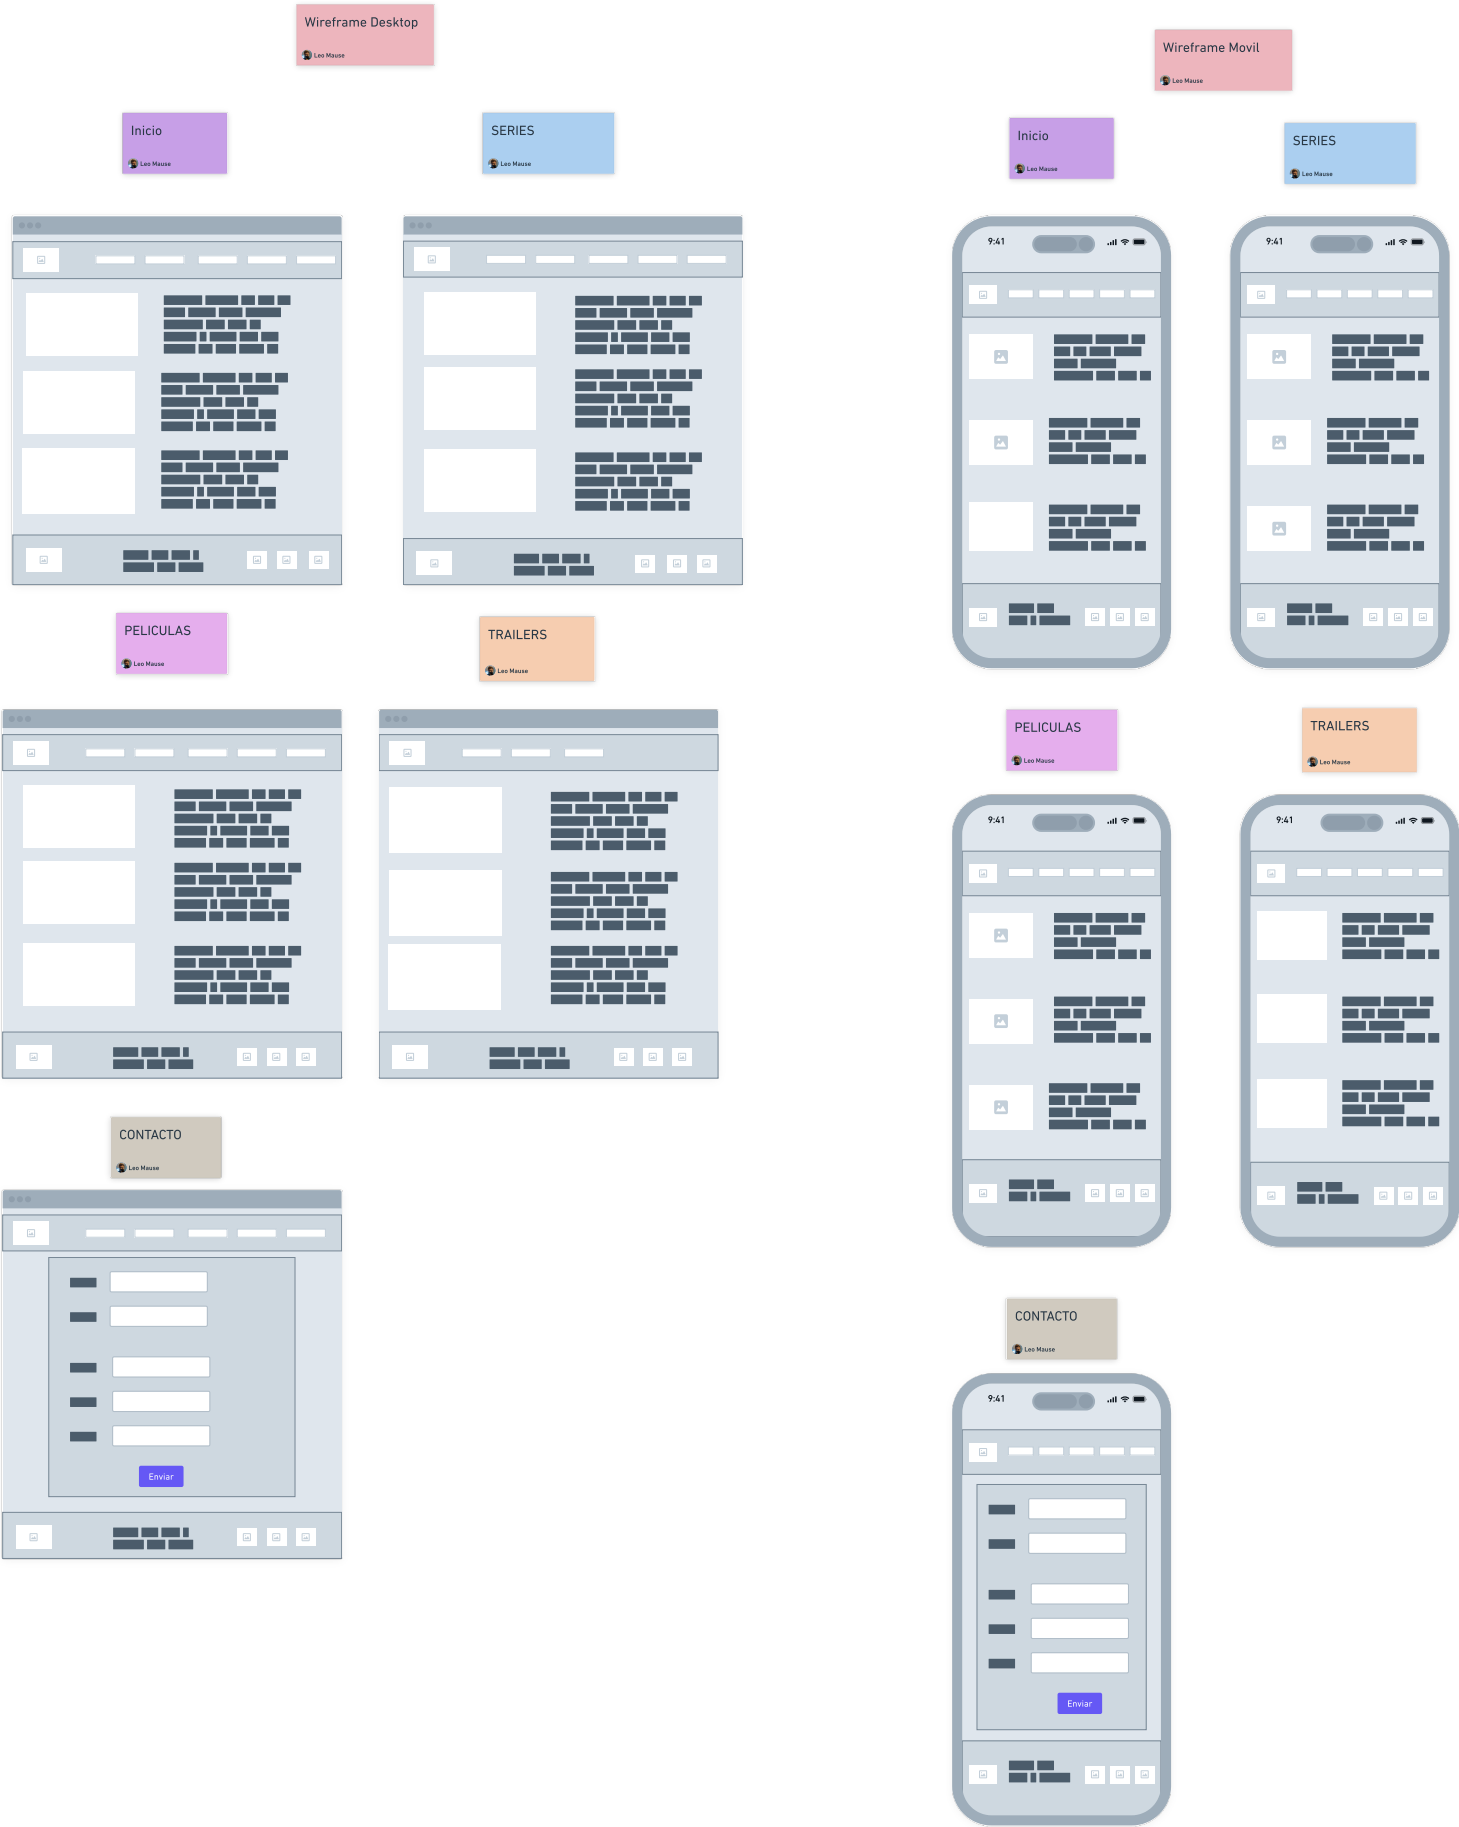 Wireframe Desktop
Leo Mause
Inicio
Leo Mause
SERIES
Leo Mause
PELICULAS
Leo Mause
TRAILERS
Leo Mause
CONTACTO
Leo Mause
Enviar
Wireframe Movil
Leo Mause
Inicio
Leo Mause
SERIES
Leo Mause
9:41
9:41
PELICULAS
Leo Mause
TRAILERS
Leo Mause
9:41
9:41
CONTACTO
Leo Mause
9:41
Enviar